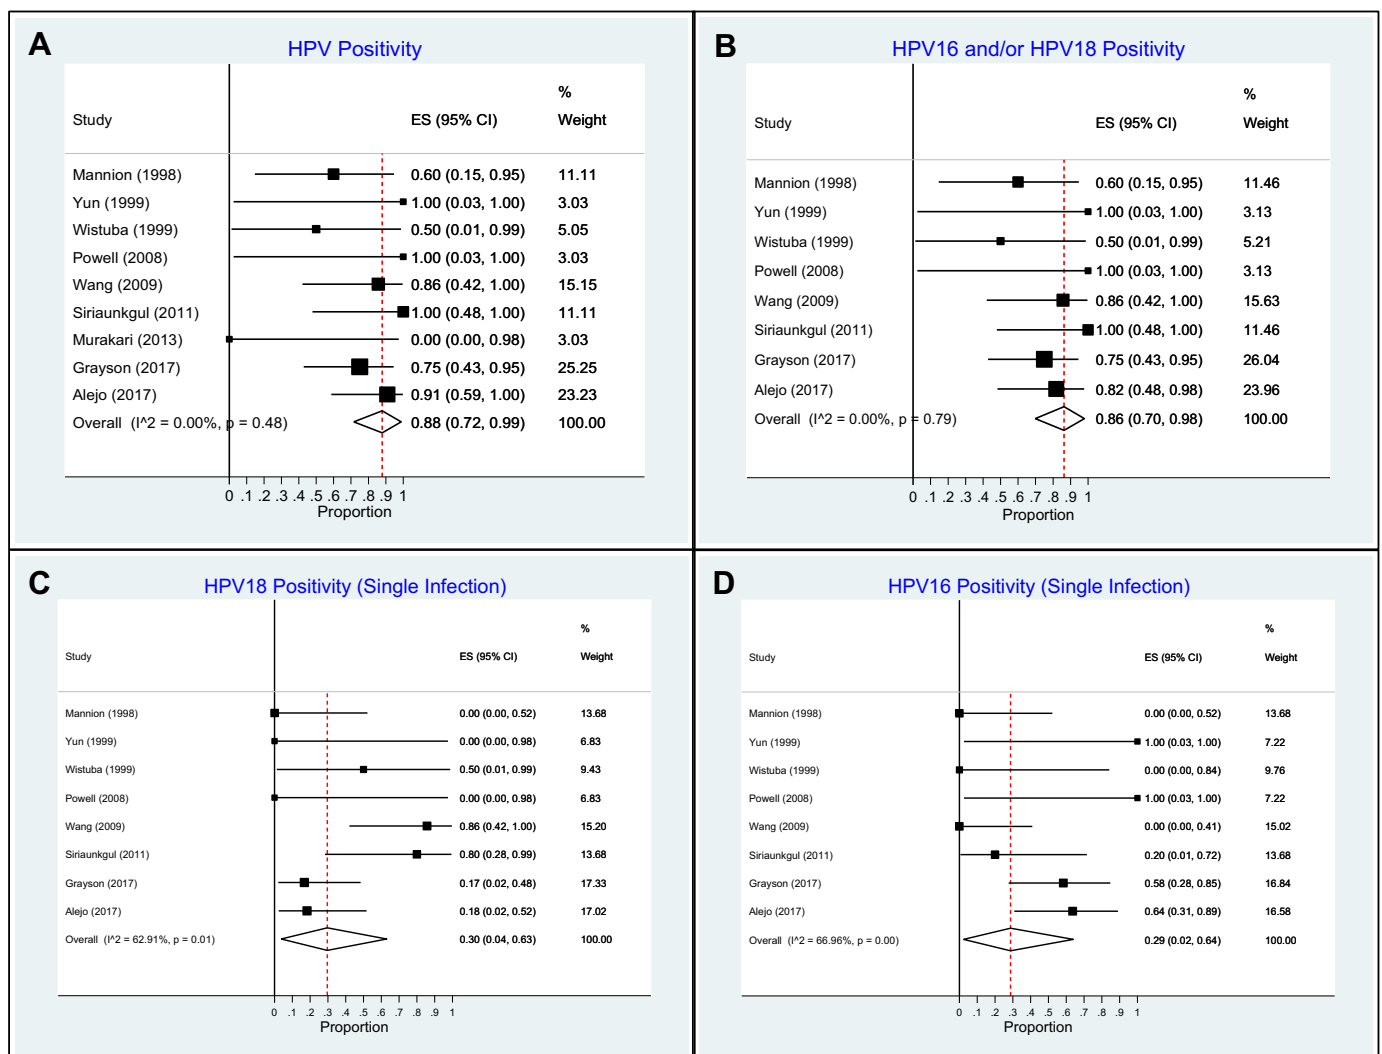 A
HPV Positivity
%
Study ES (95% CI) Weight
Mannion (1998) 0.60 (0.15, 0.95) 11.11
Yun (1999) 1.00 (0.03, 1.00) 3.03
Wistuba (1999) 0.50 (0.01, 0.99) 5.05
Powell (2008) 1.00 (0.03, 1.00) 3.03
Wang (2009) 0.86 (0.42, 1.00) 15.15
Siriaunkgul (2011) 1.00 (0.48, 1.00) 11.11
Murakari (2013) 0.00 (0.00, 0.98) 3.03
Grayson (2017) 0.75 (0.43, 0.95) 25.25
Alejo (2017) 0.91 (0.59, 1.00) 23.23
Overall (I^2 = 0.00%, p = 0.48) 0.88 (0.72, 0.99) 100.00
0 .1 .2 .3 .4 .5 .6 .7 .8 .9 1
Proportion
B
HPV16 and/or HPV18 Positivity
%
Study ES (95% CI) Weight
Mannion (1998) 0.60 (0.15, 0.95) 11.46
Yun (1999) 1.00 (0.03, 1.00) 3.13
Wistuba (1999) 0.50 (0.01, 0.99) 5.21
Powell (2008) 1.00 (0.03, 1.00) 3.13
Wang (2009) 0.86 (0.42, 1.00) 15.63
Siriaunkgul (2011) 1.00 (0.48, 1.00) 11.46
Grayson (2017) 0.75 (0.43, 0.95) 26.04
Alejo (2017) 0.82 (0.48, 0.98) 23.96
Overall (I^2 = 0.00%, p = 0.79) 0.86 (0.70, 0.98) 100.00
0 .1 .2 .3 .4 .5 .6 .7 .8 .9 1
Proportion
C
HPV18 Positivity (Single Infection)
%
Study ES (95% CI) Weight
Mannion (1998) 0.00 (0.00, 0.52) 13.68
Yun (1999) 0.00 (0.00, 0.98) 6.83
Wistuba (1999) 0.50 (0.01, 0.99) 9.43
Powell (2008) 0.00 (0.00, 0.98) 6.83
Wang (2009) 0.86 (0.42, 1.00) 15.20
Siriaunkgul (2011) 0.80 (0.28, 0.99) 13.68
Grayson (2017) 0.17 (0.02, 0.48) 17.33
Alejo (2017) 0.18 (0.02, 0.52) 17.02
Overall (I^2 = 62.91%, p = 0.01) 0.30 (0.04, 0.63) 100.00
0 .1 .2 .3 .4 .5 .6 .7 .8 .9 1
Proportion
D
HPV16 Positivity (Single Infection)
%
Study ES (95% CI) Weight
Mannion (1998) 0.00 (0.00, 0.52) 13.68
Yun (1999) 1.00 (0.03, 1.00) 7.22
Wistuba (1999) 0.00 (0.00, 0.84) 9.76
Powell (2008) 1.00 (0.03, 1.00) 7.22
Wang (2009) 0.00 (0.00, 0.41) 15.02
Siriaunkgul (2011) 0.20 (0.01, 0.72) 13.68
Grayson (2017) 0.58 (0.28, 0.85) 16.84
Alejo (2017) 0.64 (0.31, 0.89) 16.58
Overall (I^2 = 66.96%, p = 0.00) 0.29 (0.02, 0.64) 100.00
0 .1 .2 .3 .4 .5 .6 .7 .8 .9 1
Proportion